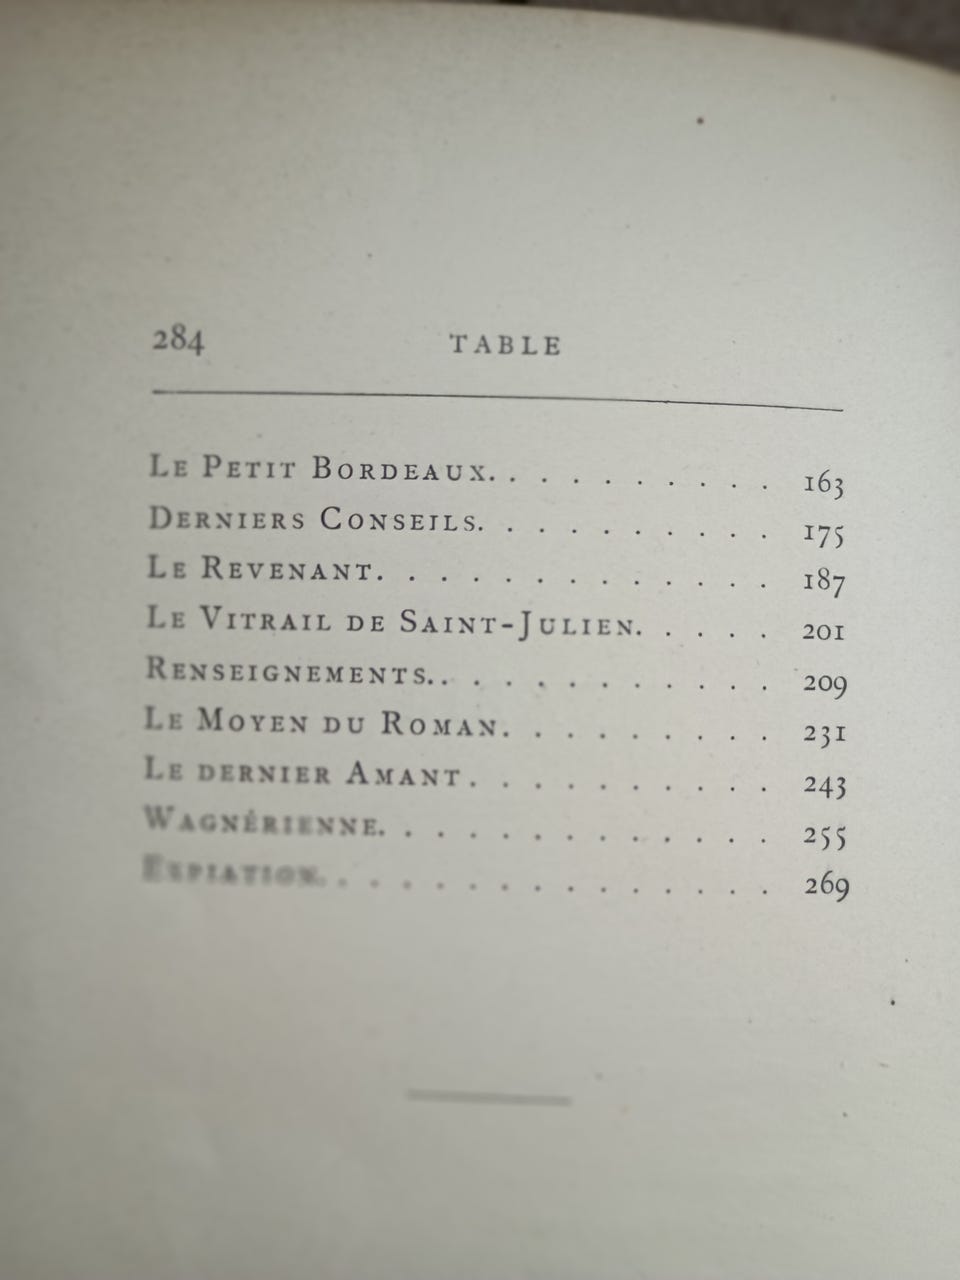 284 TABLE
LE PETIT BORDEAUX. . . . . . . . . . 163
DERNIERS CONSEILS. . . . . . . . . . 175
LE REVENANT. . . . . . . . . . . . . 187
LE VITRAIL DE SAINT-JULIEN. . . . . 201
RENSEIGNEMENTS. . . . . . . . . . . . 209
LE MOYEN DU ROMAN. . . . . . . . . 231
LE DERNIER AMANT. . . . . . . . . . 243
WAGNÉRIENNE. . . . . . . . . . . . . 255
EXPIATION. . . . . . . . . . . . . . . 269